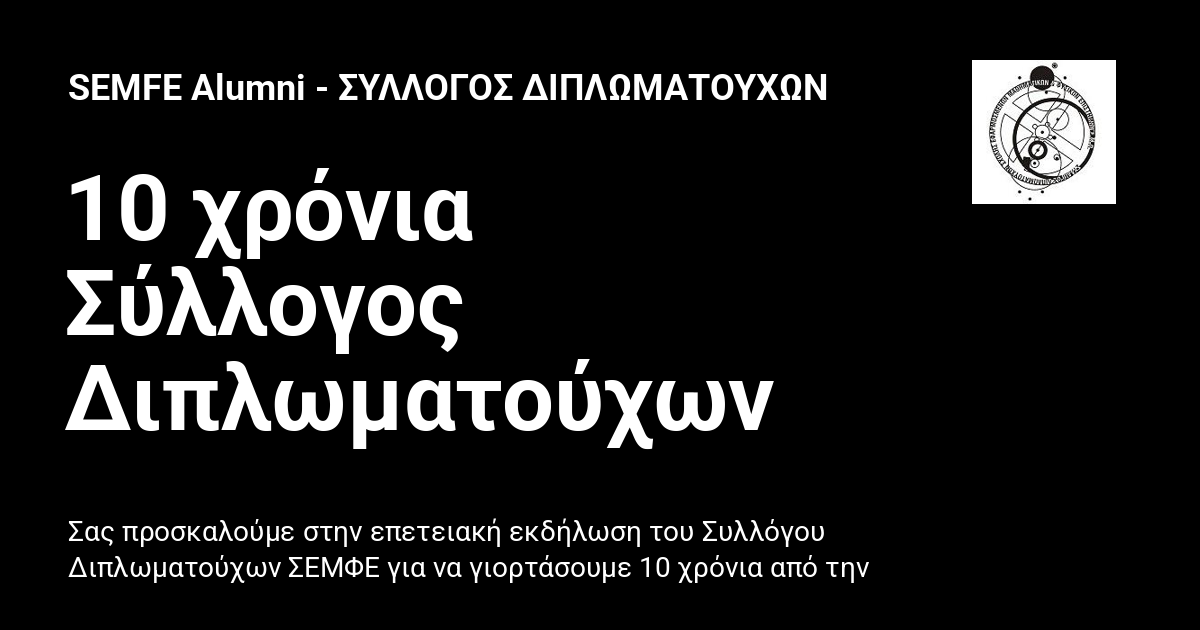 SEMFE Alumni - ΣΥΛΛΟΓΟΣ ΔΙΠΛΩΜΑΤΟΥΧΩΝ
10 χρόνια
Σύλλογος
Διπλωματούχων
Σας προσκαλούμε στην επετειακή εκδήλωση του Συλλόγου
Διπλωματούχων ΣΕΜΦΕ για να γιορτάσουμε 10 χρόνια από την